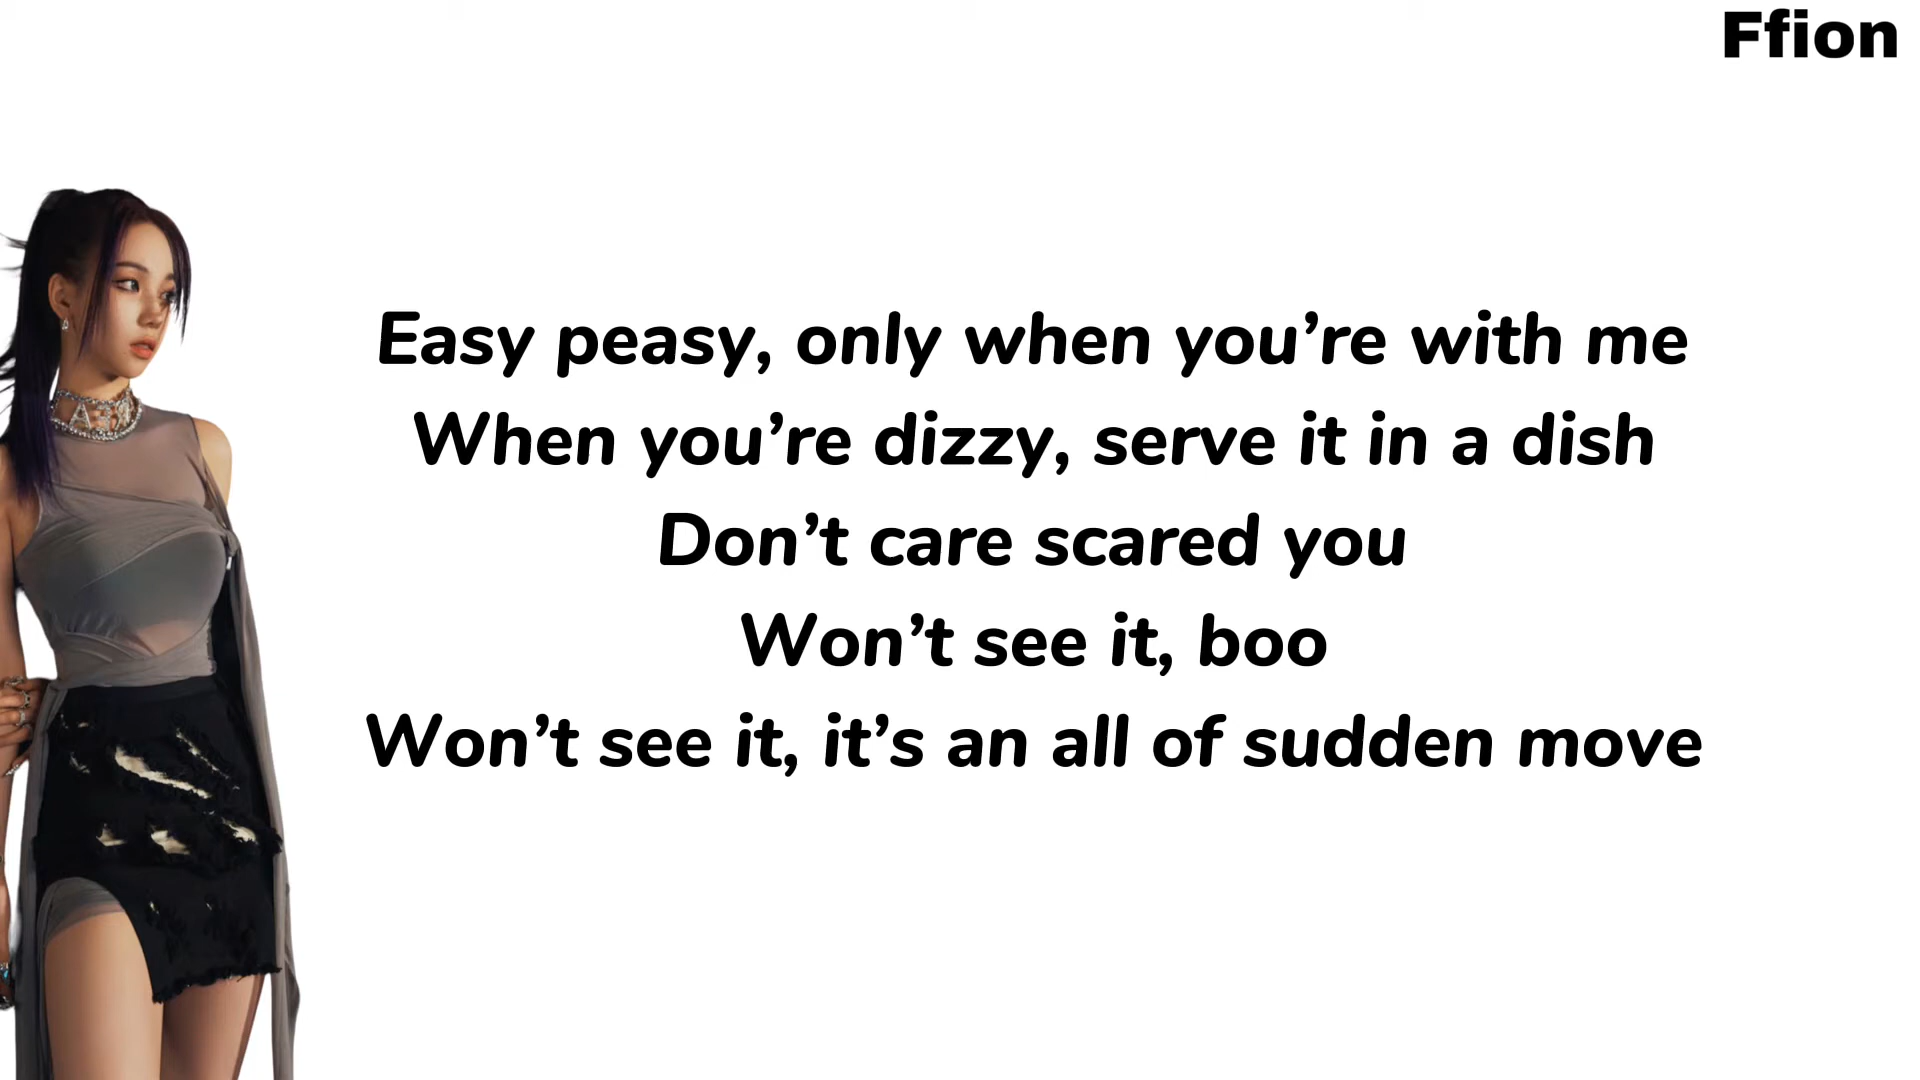 Ffion
Easy peasy, only when you’re with me
When you’re dizzy, serve it in a dish
Don’t care scared you
Won’t see it, boo
Won’t see it, it’s an all of sudden move